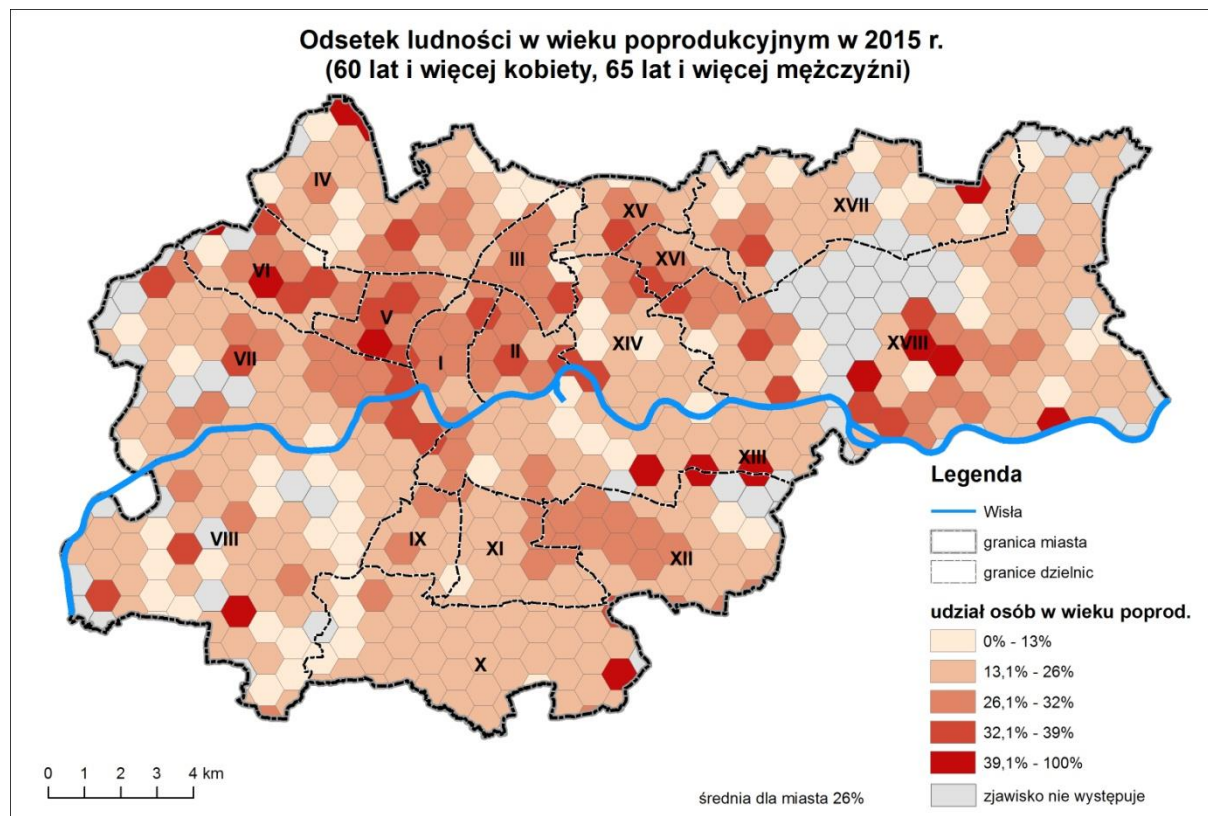 Odsetek ludności w wieku poprodukcyjnym w 2015 r.
(60 lat i więcej kobiety, 65 lat i więcej mężczyźni)
IV
XV
XVII
III
XVI
VI
V
XIV
XVIII
VII
I
II
XIII
VIII
IX
XI
XII
X
Legenda
Wisła
granica miasta
granice dzielnic
udział osób w wieku poprod.
0% - 13%
13,1% - 26%
26,1% - 32%
32,1% - 39%
39,1% - 100%
zjawisko nie występuje
0 1 2 3 4 km
średnia dla miasta 26%